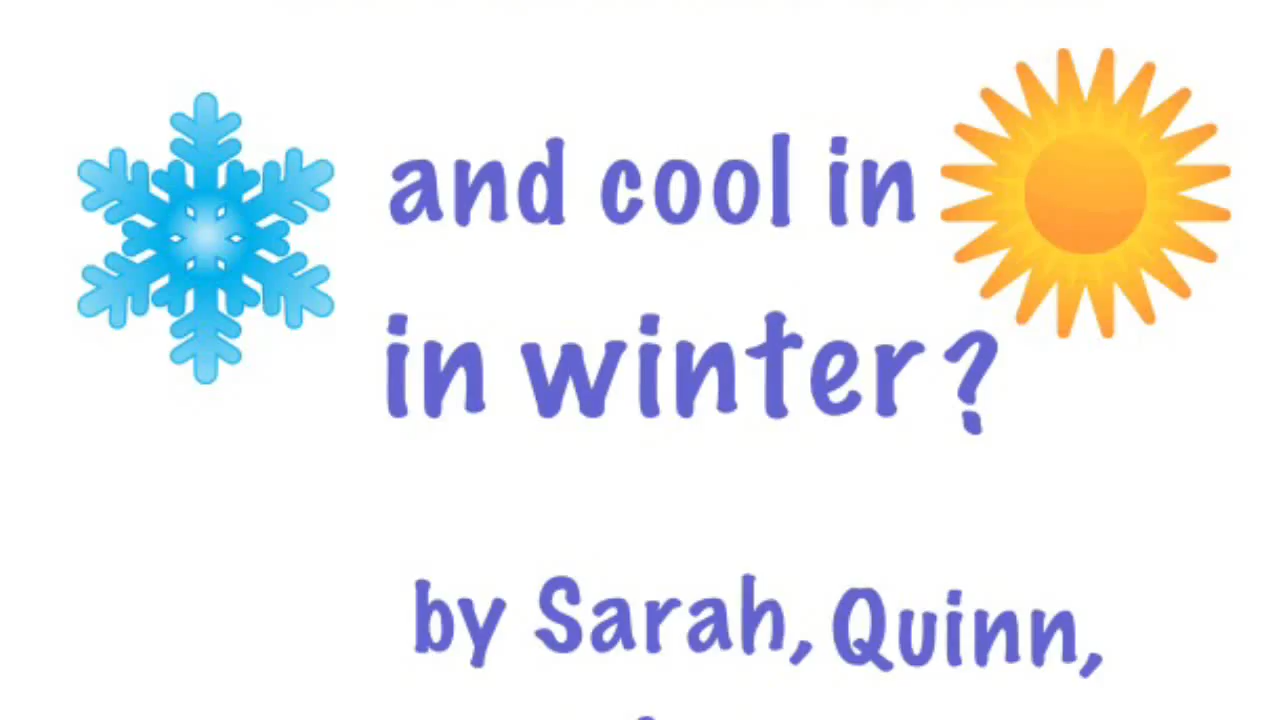 and cool in
in winter?
by Sarah, Quinn,